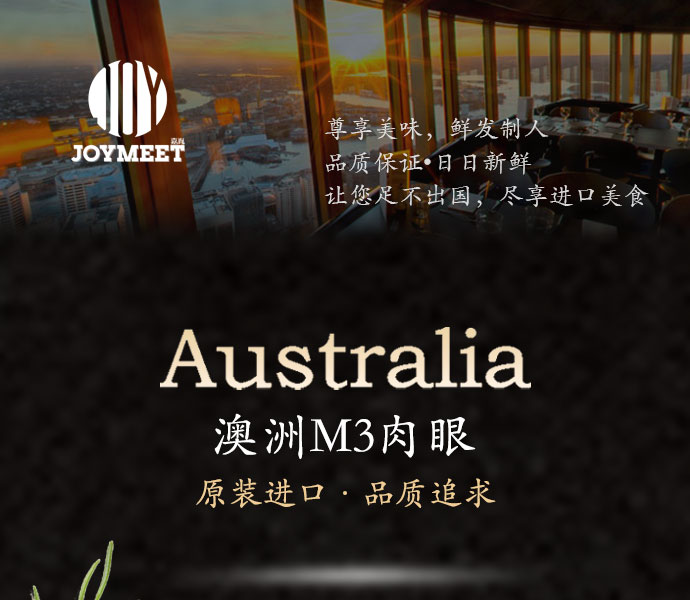 JOY
JOYMEET
尊享美味，鲜发制人
品质保证•日日新鲜
让您足不出国，尽享进口美食
Australia
澳洲M3肉眼
原装进口·品质追求